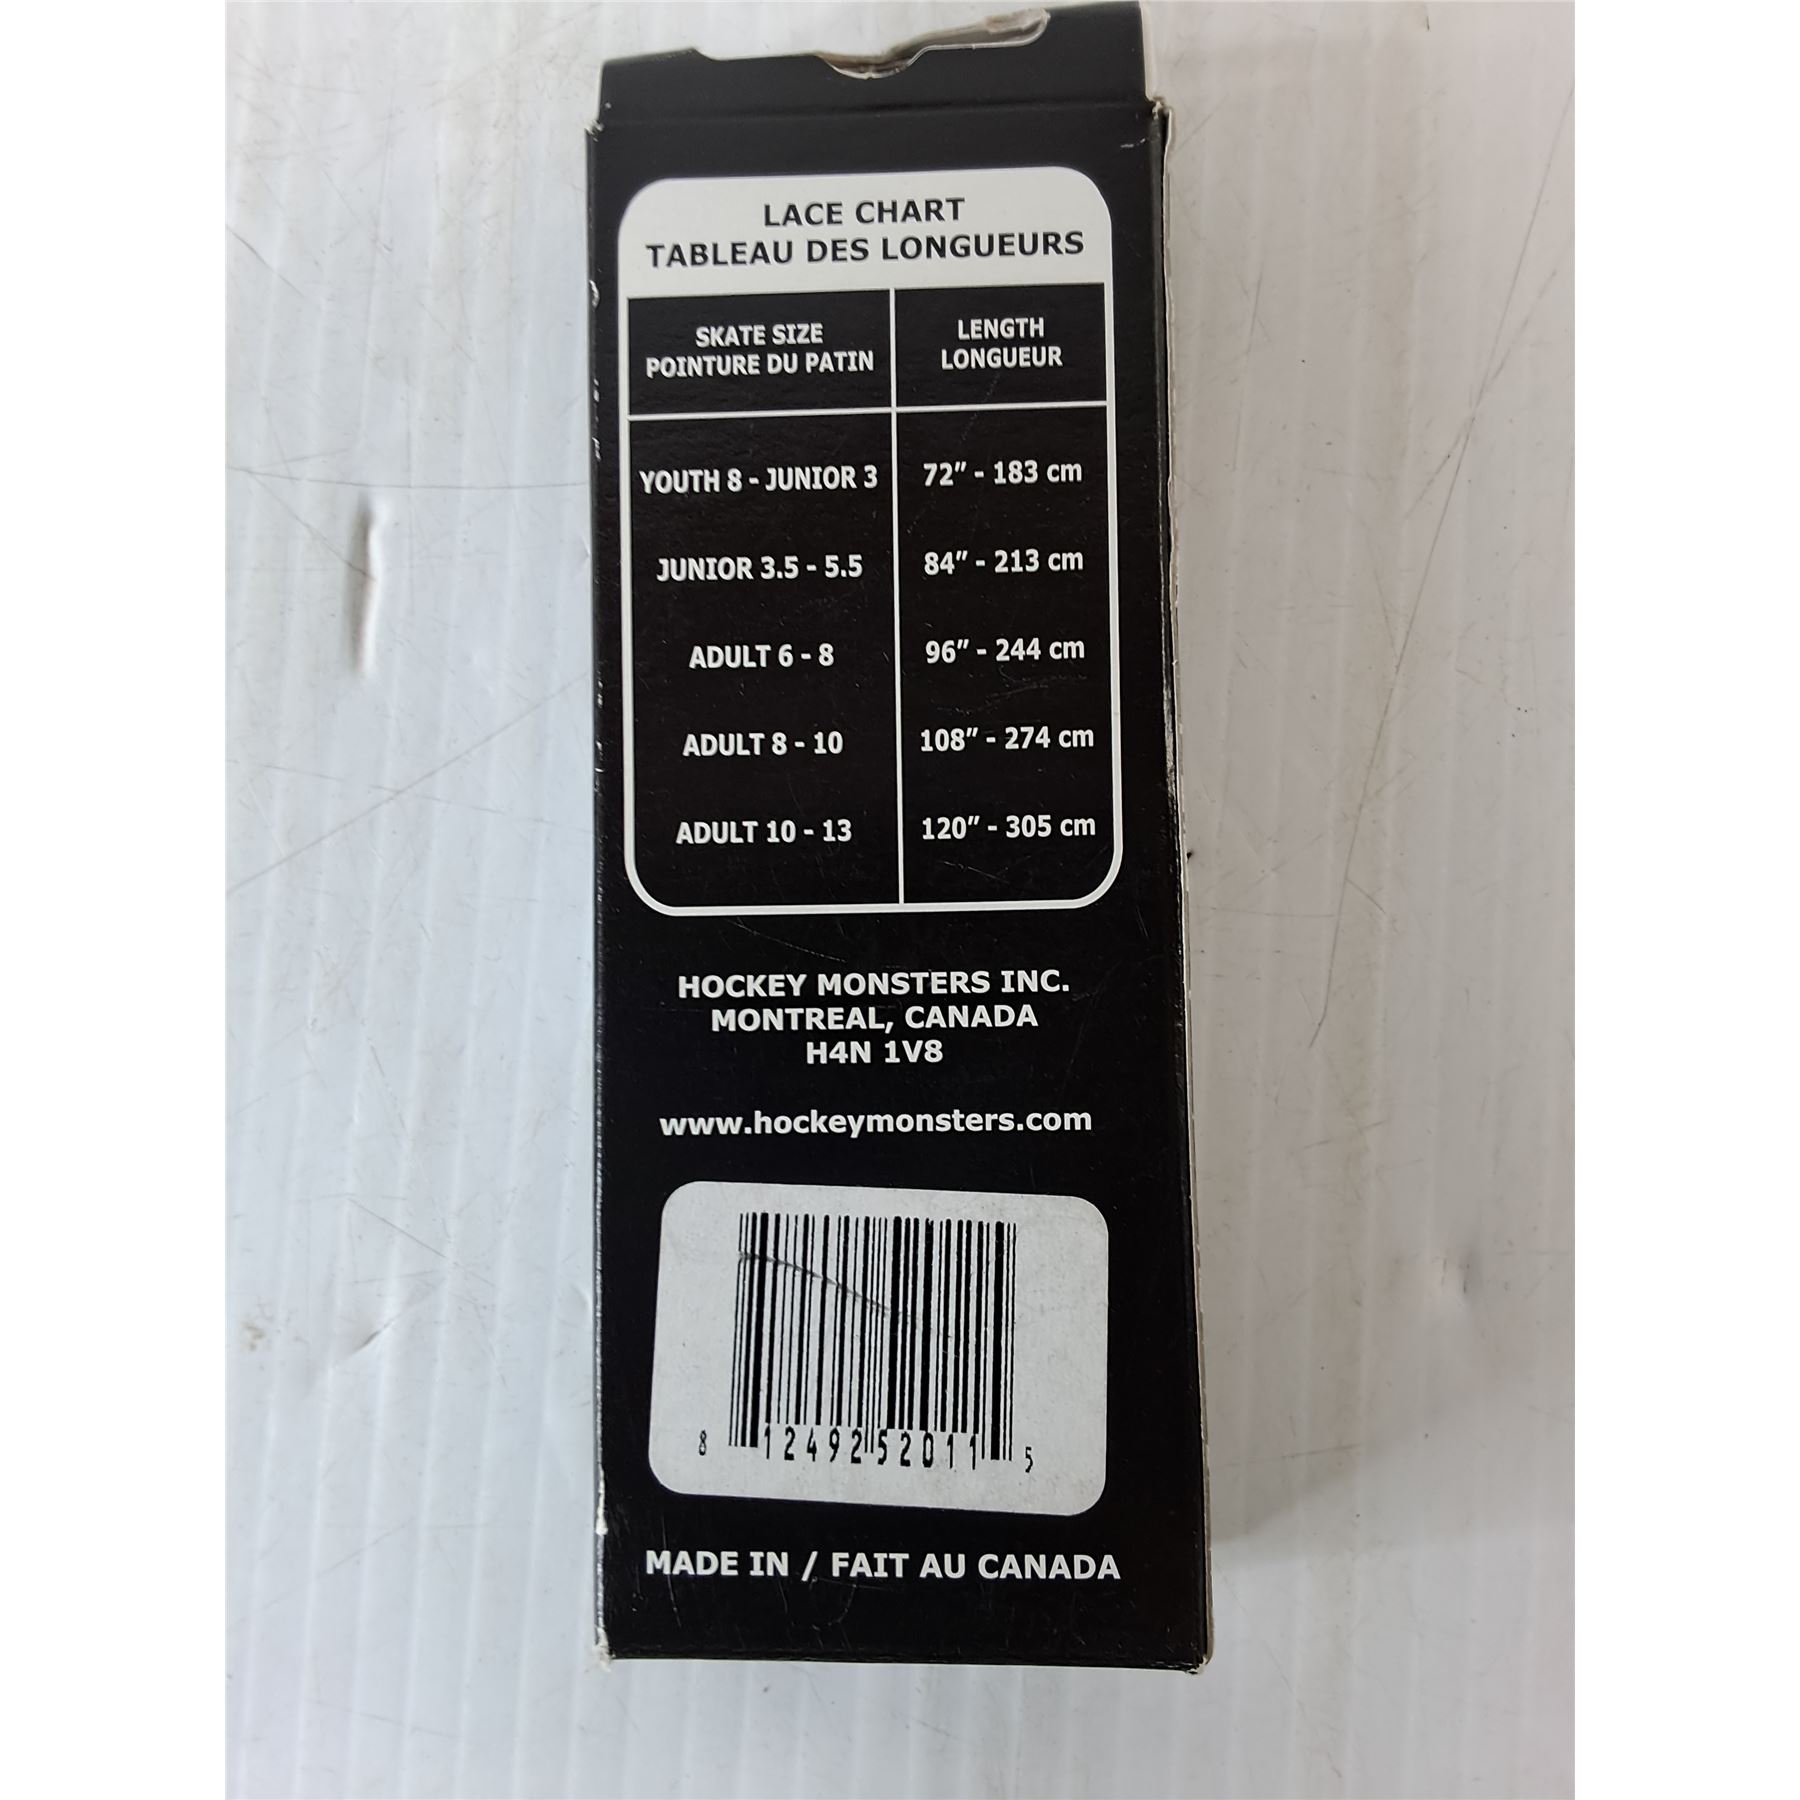 LACE CHART
TABLEAU DES LONGUEURS
SKATE SIZE
POINTURE DU PATIN
LENGTH
LONGUEUR
YOUTH 8 - JUNIOR 3 72" - 183 cm
JUNIOR 3.5 - 5.5 84" - 213 cm
ADULT 6 - 8 96" - 244 cm
ADULT 8 - 10 108" - 274 cm
ADULT 10 - 13 120" - 305 cm
HOCKEY MONSTERS INC.
MONTREAL, CANADA
H4N 1V8
www.hockeymonsters.com
8 12492 52011 5
MADE IN / FAIT AU CANADA